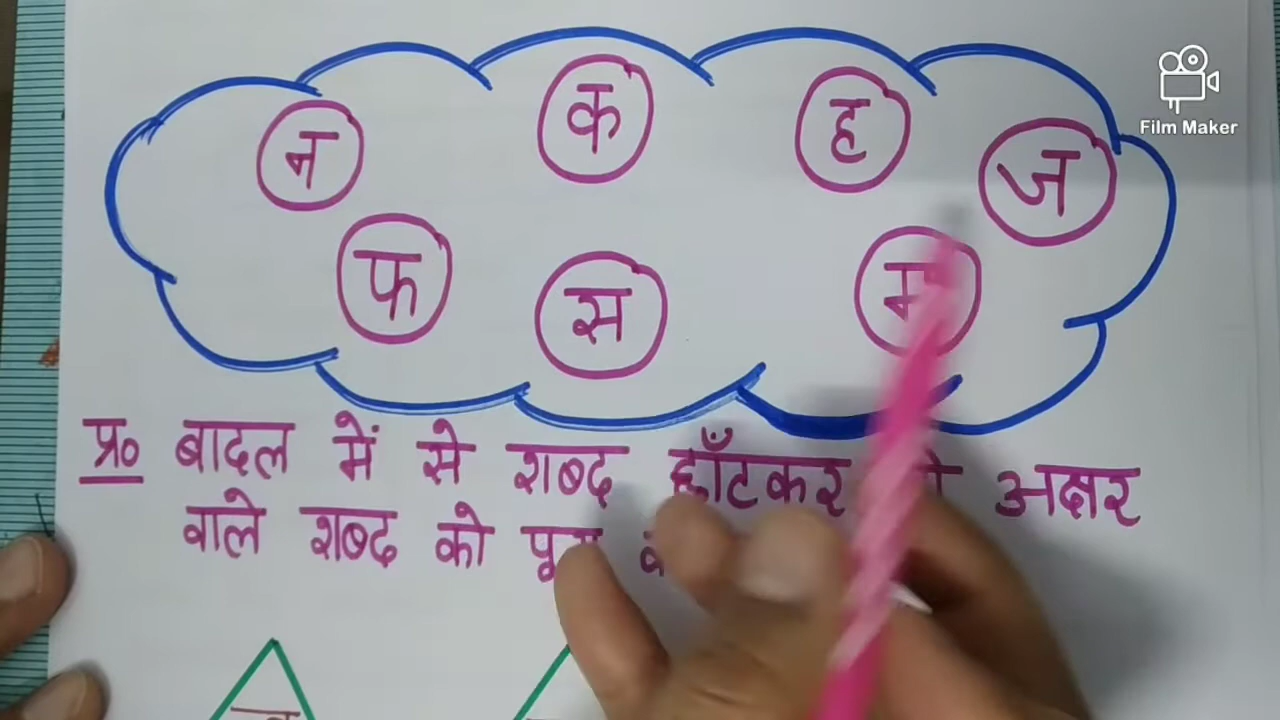 न क ह ज
फ स म
प्र० बादल में से शब्द छाँटकर अक्षर
वाले शब्द को
Film Maker